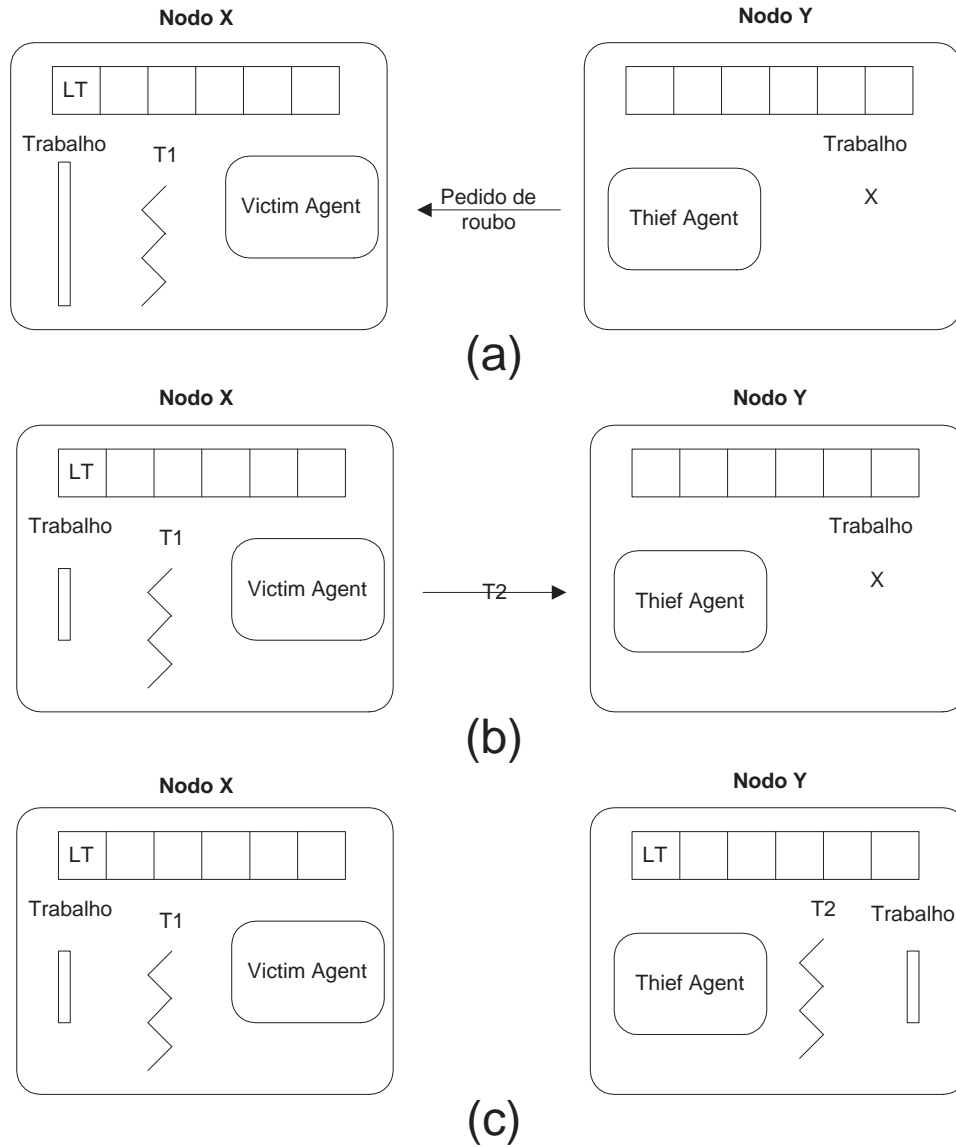 Nodo X
Nodo Y
LT
Trabalho
T1
Victim Agent
Pedido de
roubo
Thief Agent
Trabalho
X
(a)
Nodo X
Nodo Y
LT
Trabalho
T1
Victim Agent
T2
Thief Agent
Trabalho
X
(b)
Nodo X
Nodo Y
LT
Trabalho
T1
Victim Agent
LT
Thief Agent
T2
Trabalho
(c)